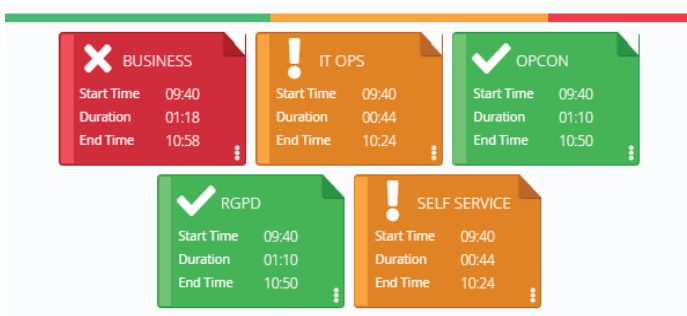 BUSINESS
Start Time 09:40
Duration 01:18
End Time 10:58
IT OPS
Start Time 09:40
Duration 00:44
End Time 10:24
OPCON
Start Time 09:40
Duration 01:10
End Time 10:50
RGPD
Start Time 09:40
Duration 01:10
End Time 10:50
SELF SERVICE
Start Time 09:40
Duration 00:44
End Time 10:24